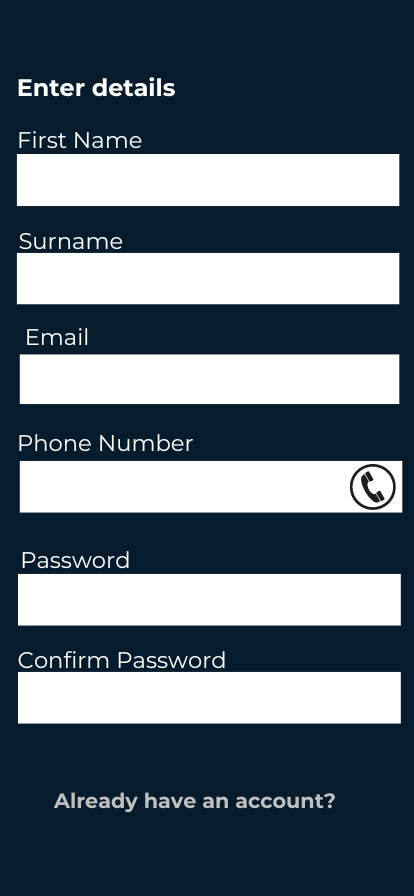 Enter details
First Name
Surname
Email
Phone Number
Password
Confirm Password
Already have an account?